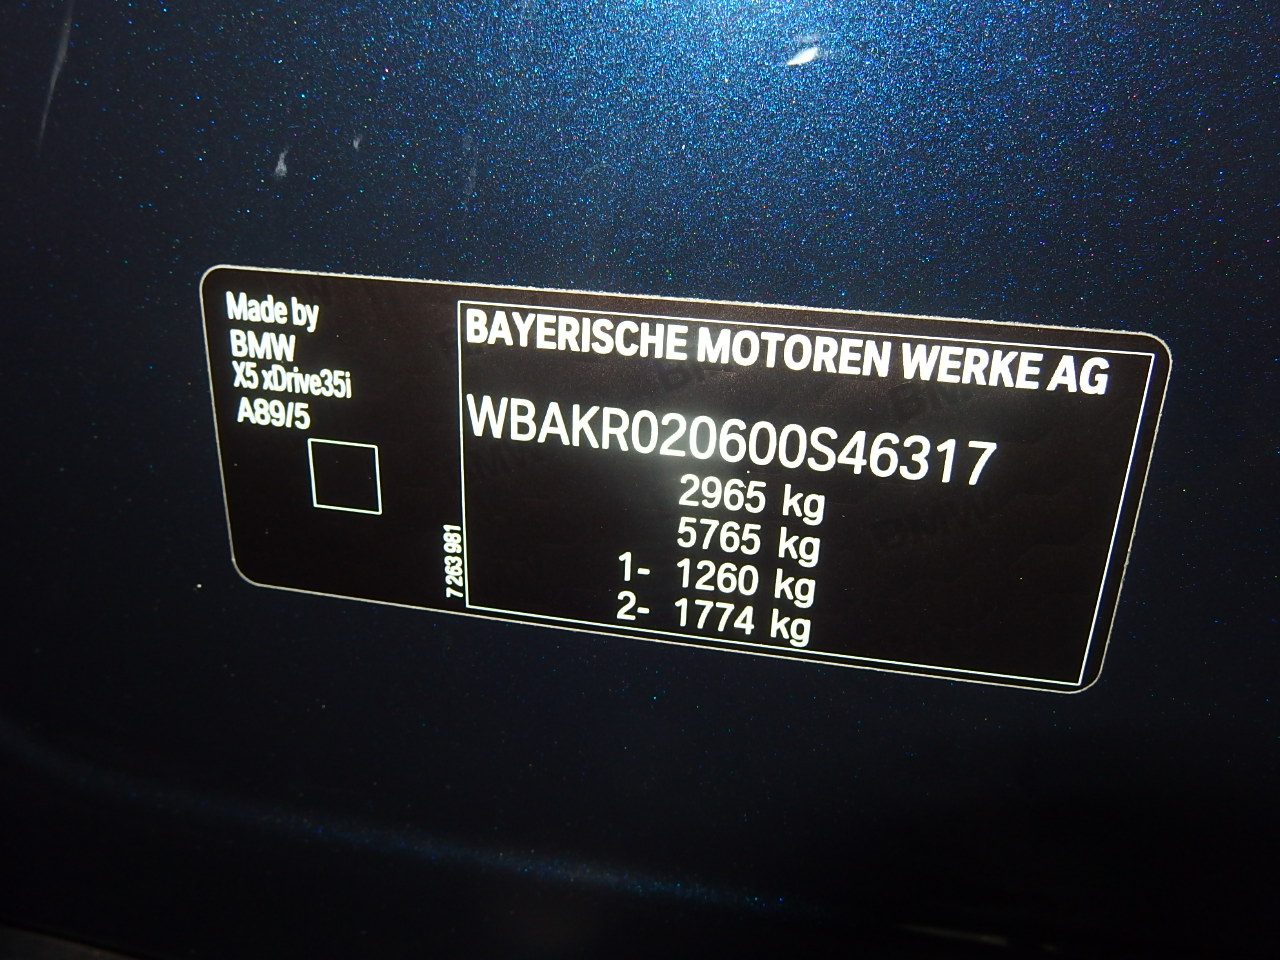 Made by
BMW
X5 xDrive35i
A89/5
7 263 981
BAYERISCHE MOTOREN WERKE AG
WBAKR020600S46317
2965 kg
5765 kg
1- 1260 kg
2- 1774 kg